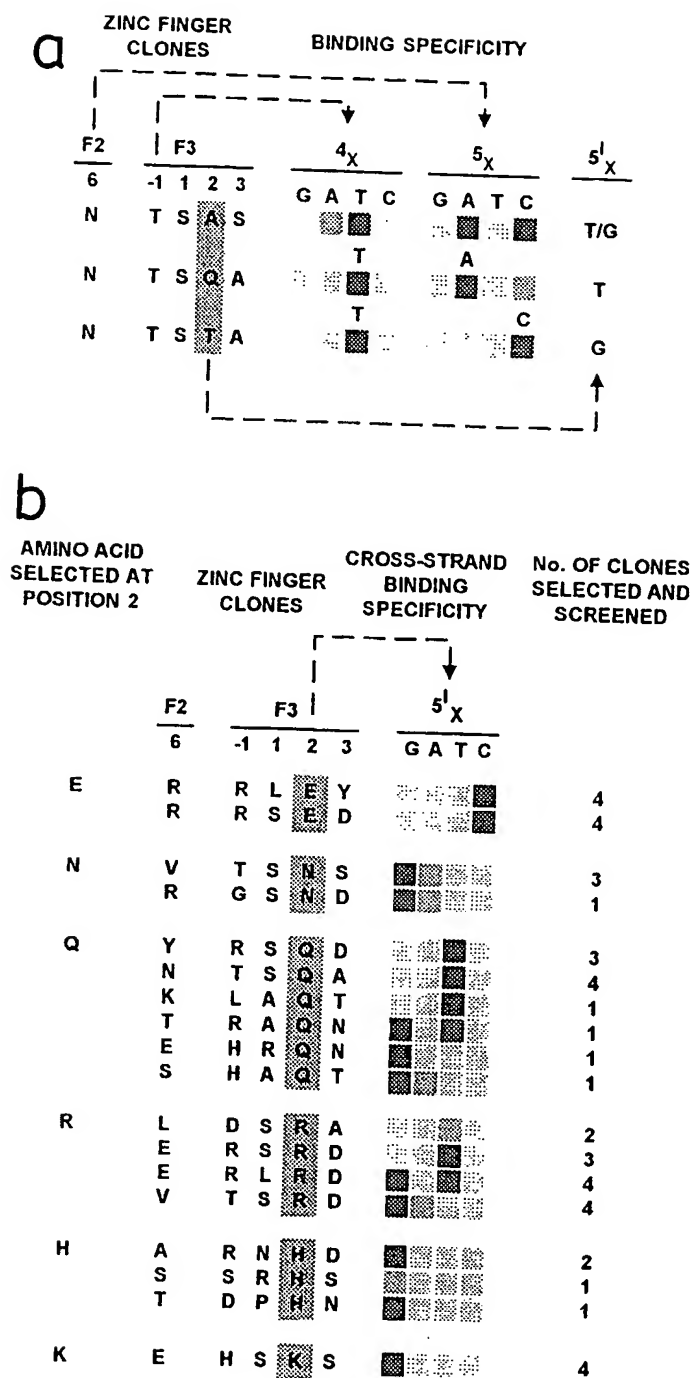 a
ZINC FINGER CLONES
BINDING SPECIFICITY
F2 F3 4X 5X 5'X
6 -1 1 2 3 G A T C G A T C
N T S A S T/G
T A
N T S Q A T
T C
N T S T A G
b
AMINO ACID SELECTED AT POSITION 2
ZINC FINGER CLONES
CROSS-STRAND BINDING SPECIFICITY
No. OF CLONES SELECTED AND SCREENED
F2 F3 5'X
6 -1 1 2 3 G A T C
E R R L E Y 4
R R S E D 4
N V T S N S 3
R G S N D 1
Q Y R S Q D 3
N T S Q A 4
K L A Q T 1
T R A Q N 1
E H R Q N 1
S H A Q T 1
R L D S R A 2
E R S R D 3
E R L R D 4
V T S R D 4
H A R N H D 2
S S R H S 1
T D P H N 1
K E H S K S 4